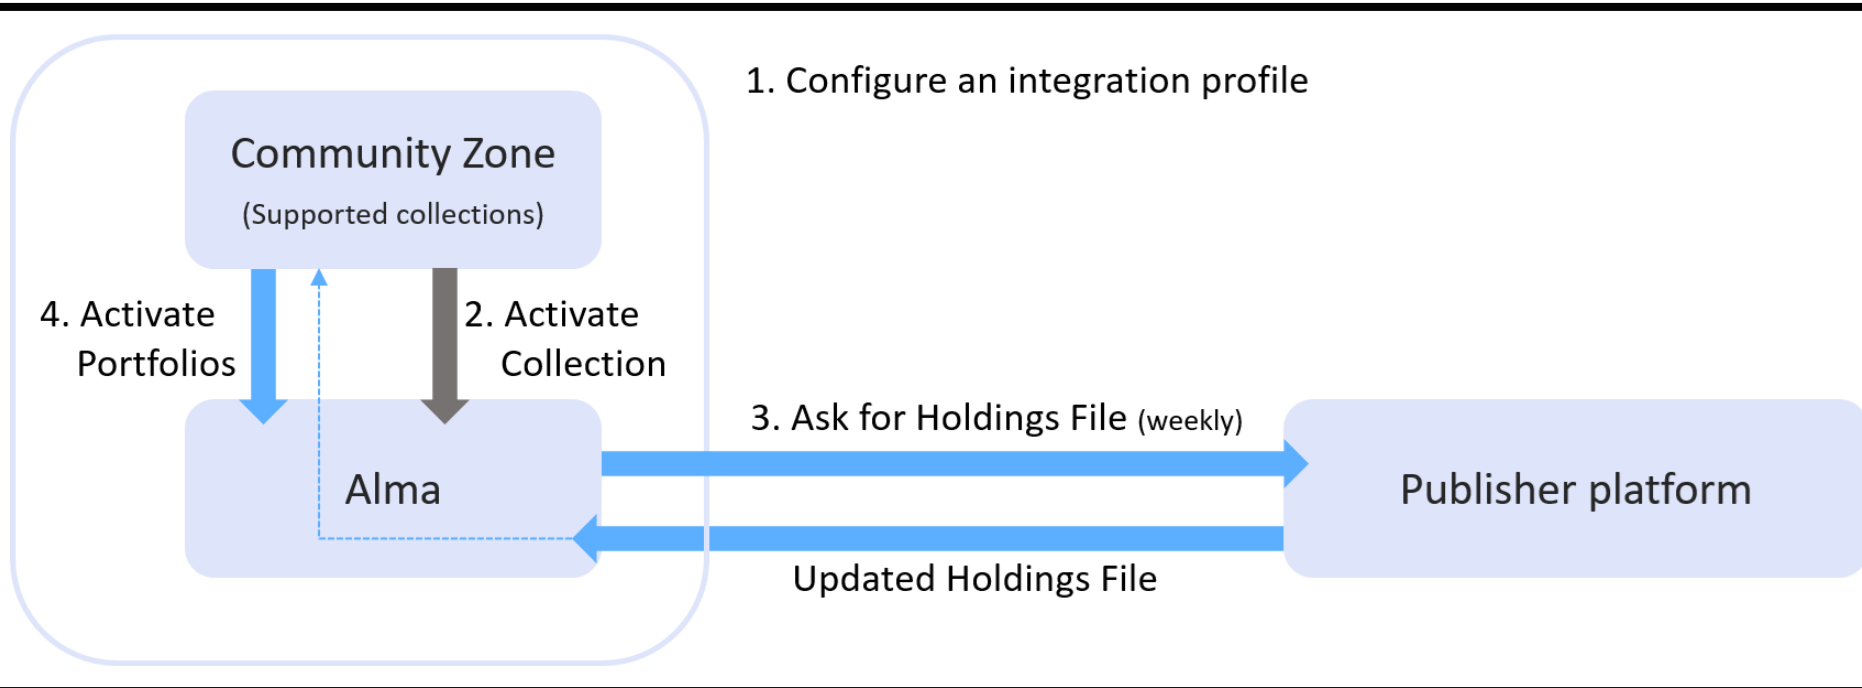 1. Configure an integration profile
Community Zone
(Supported collections)
4. Activate
Portfolios
2. Activate
Collection
3. Ask for Holdings File (weekly)
Alma
Publisher platform
Updated Holdings File